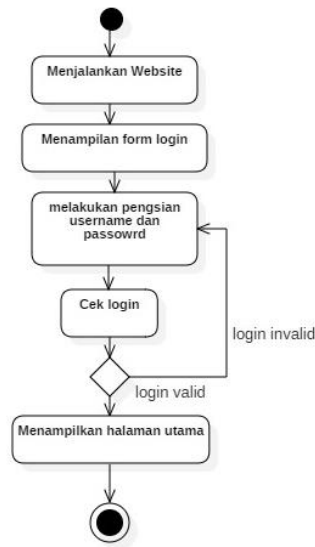 Menjalankan Website
Menampilan form login
melakukan pengsian
username dan
passowrd
Cek login
login invalid
login valid
Menampilkan halaman utama